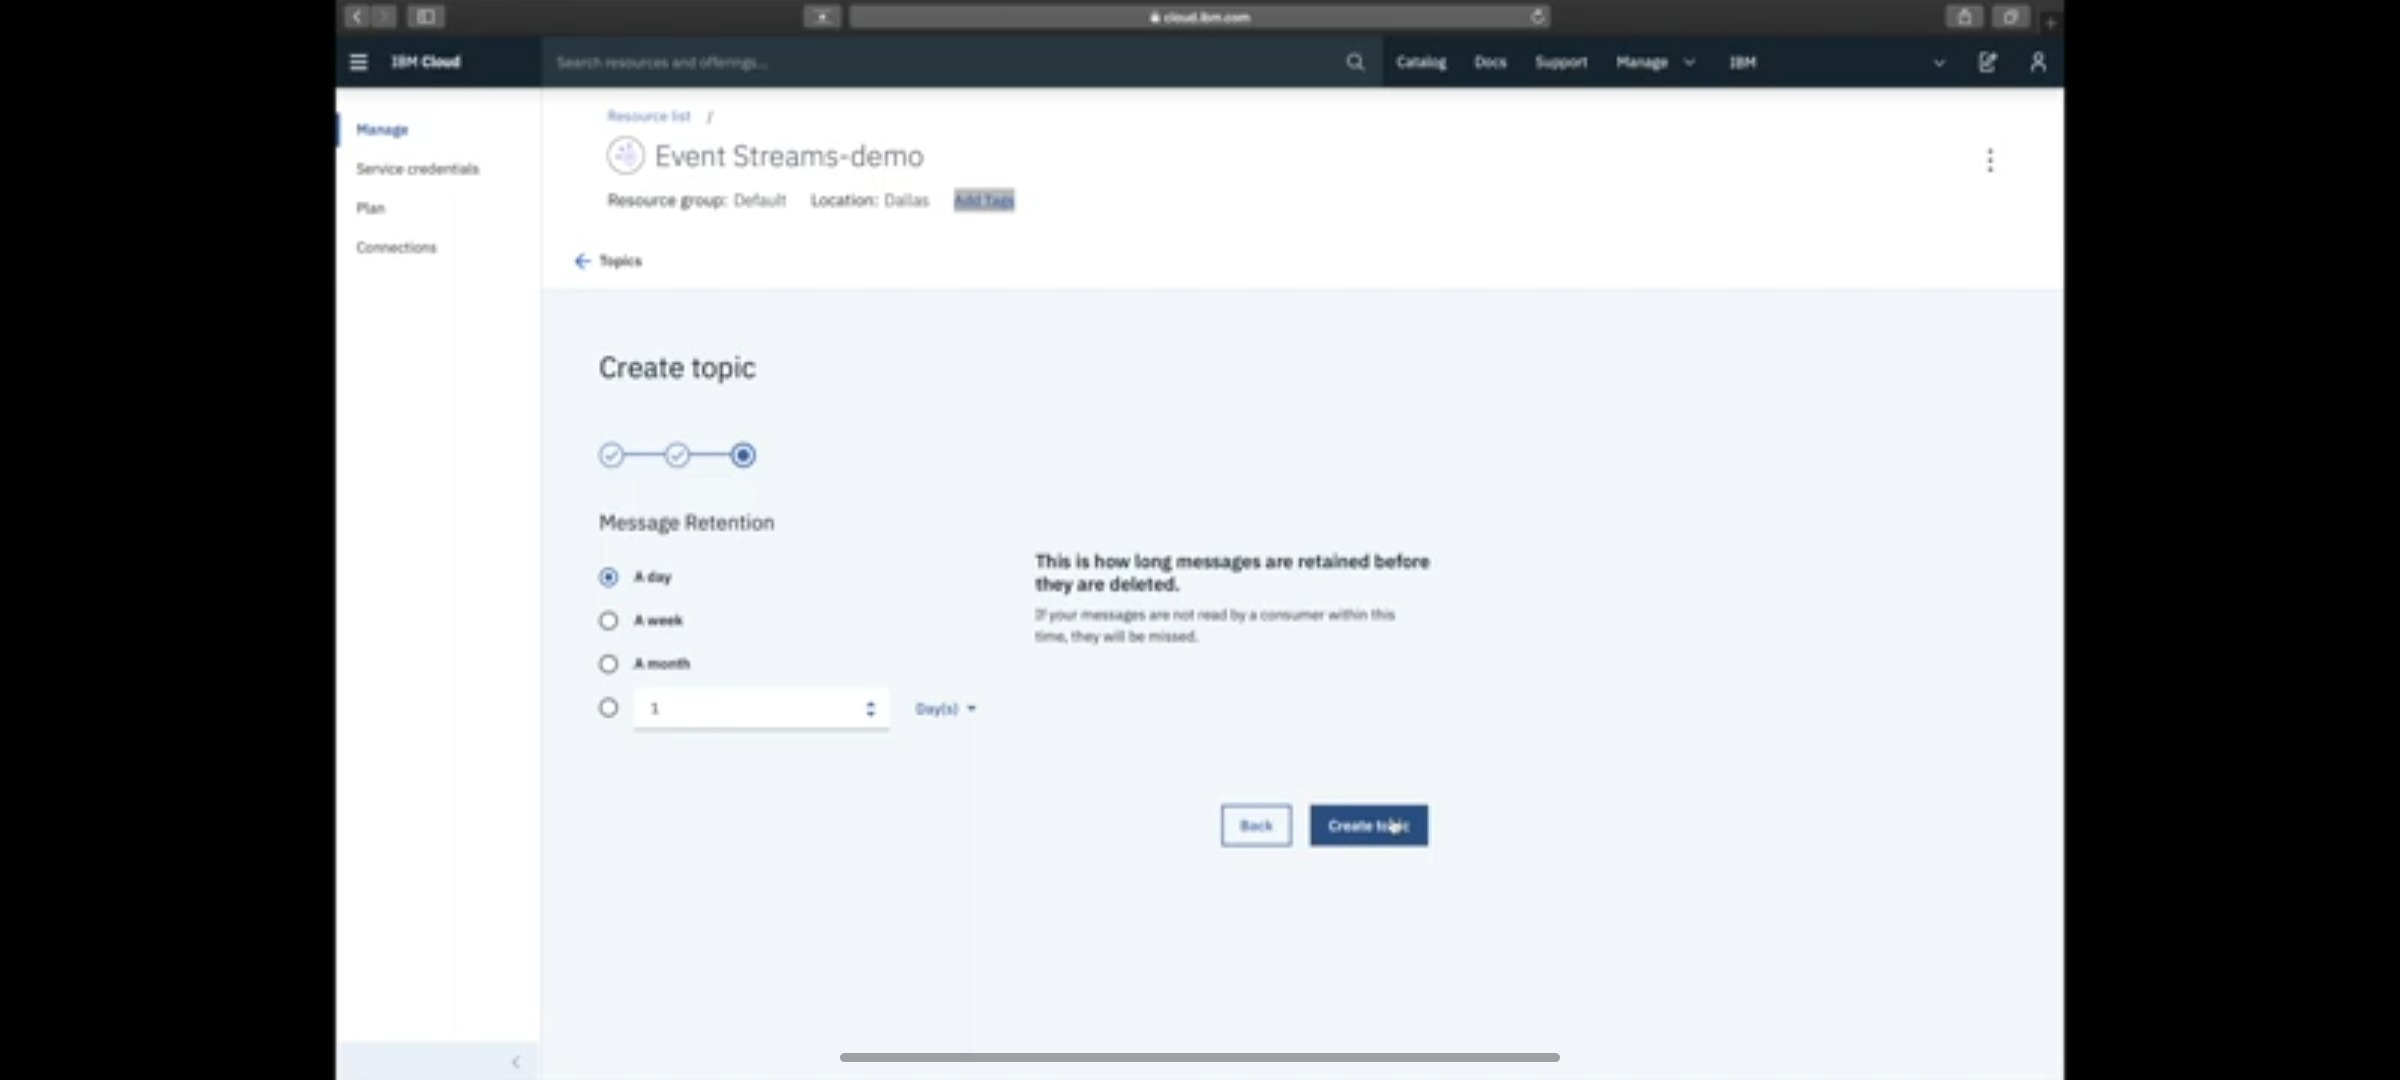 cloud.ibm.com
IBM Cloud
Search resources and offerings...
Catalog
Docs
Support
Manage
IBM
Manage
Service credentials
Plan
Connections
Resource list /
Event Streams-demo
Resource group: Default Location: Dallas Add Tags
Topics
Create topic
Message Retention
A day
A week
A month
1 Day(s)
This is how long messages are retained before
they are deleted.
If your messages are not read by a consumer within this
time, they will be missed.
Back
Create topic